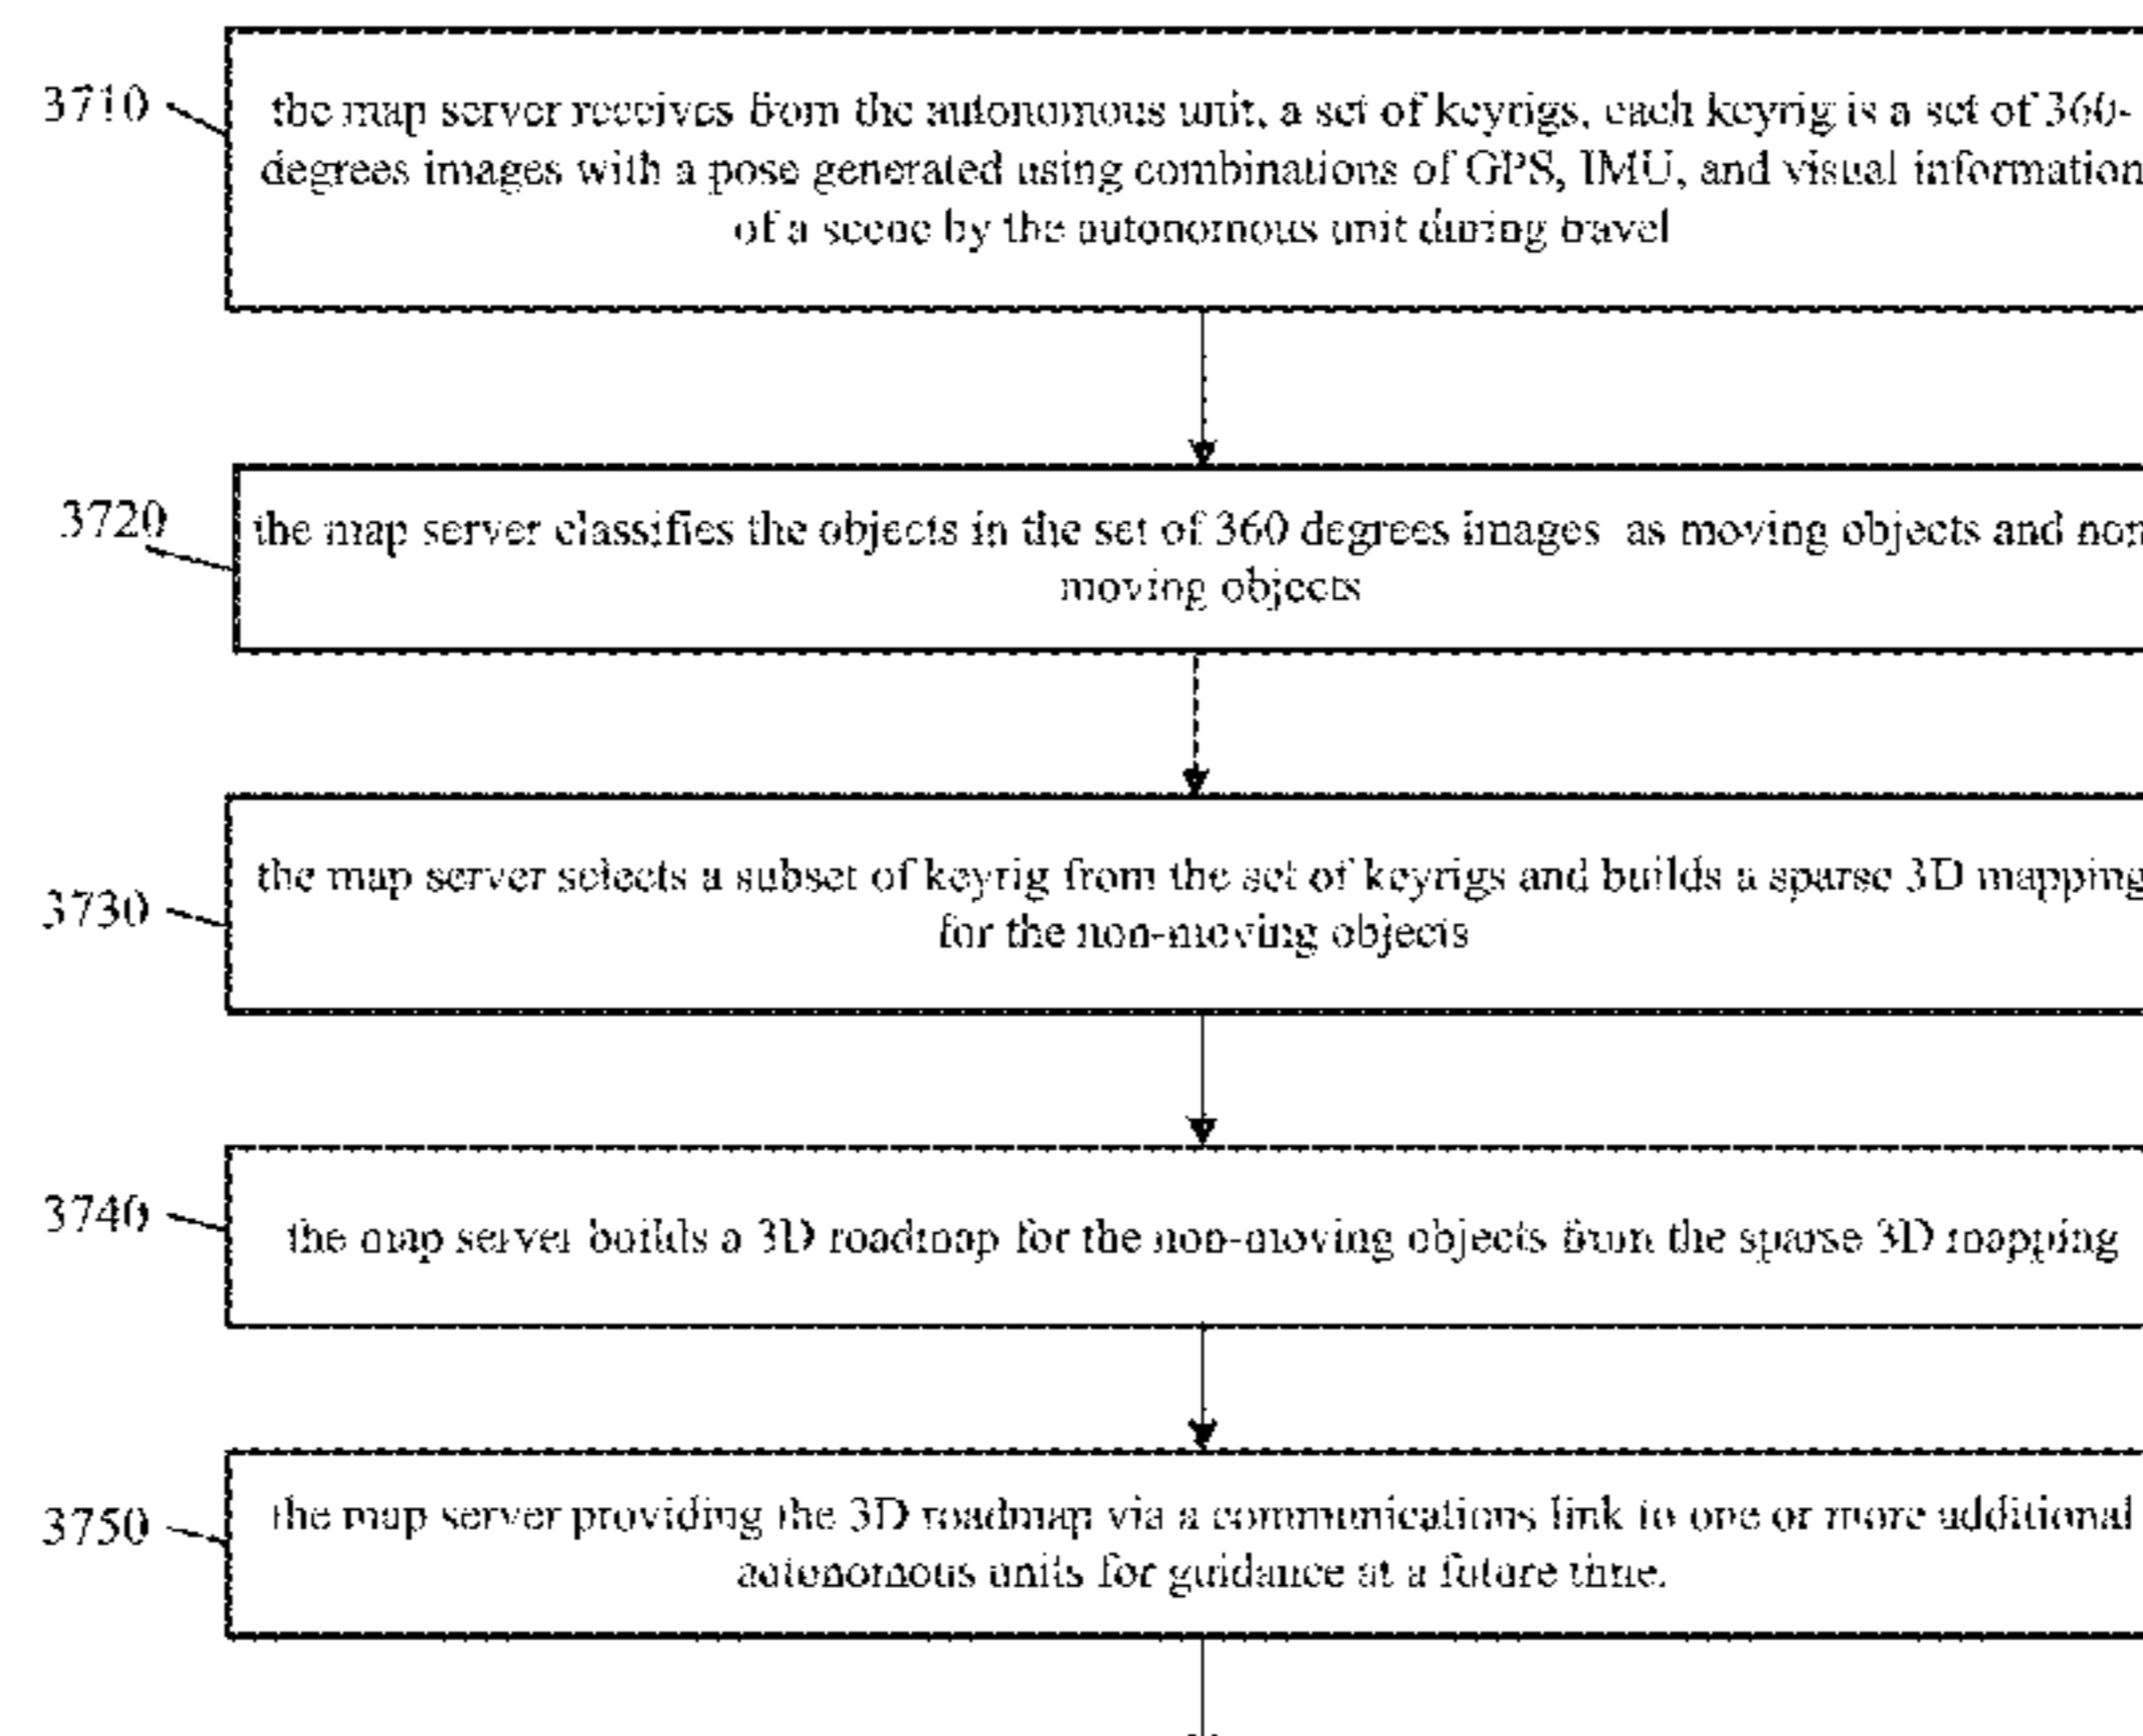 3710
the map server receives from the autonomous unit, a set of keyrigs, each keyrig is a set of 360-
degrees images with a pose generated using combinations of GPS, IMU, and visual information
of a scene by the autonomous unit during travel
3720
the map server classifies the objects in the set of 360 degrees images as moving objects and non
moving objects
3730
the map server selects a subset of keyrig from the set of keyrigs and builds a sparse 3D mapping
for the non-moving objects
3740
the map server builds a 3D roadmap for the non-moving objects from the sparse 3D mapping
3750
the map server providing the 3D roadmap via a communications link to one or more additional
autonomous units for guidance at a future time.